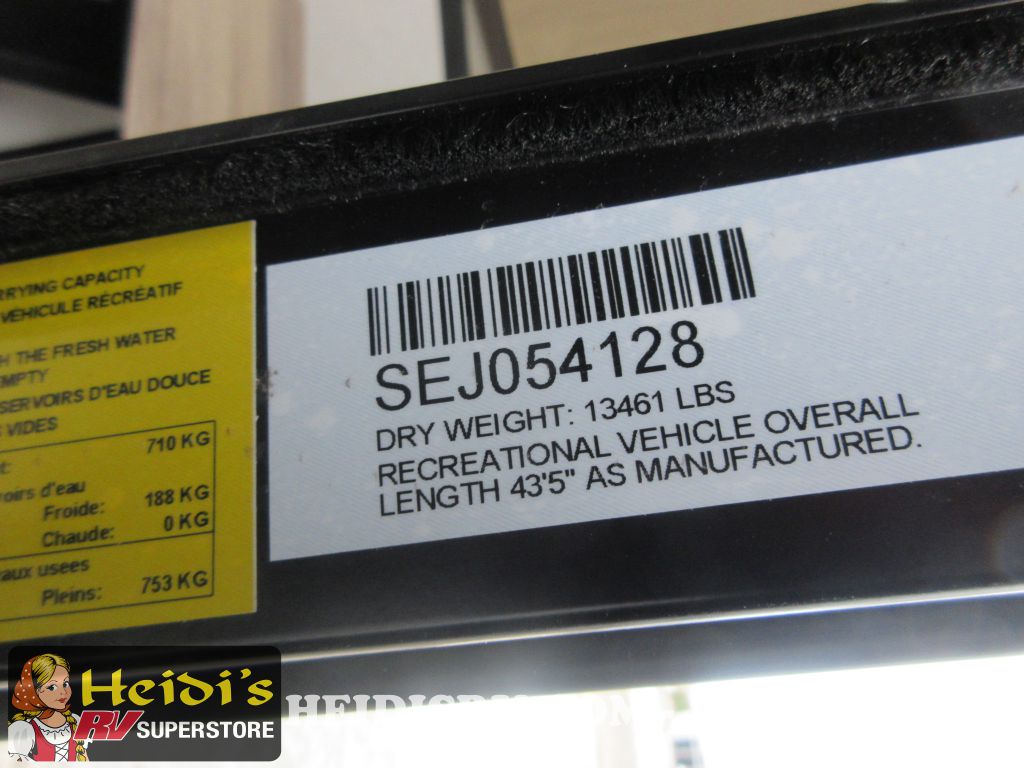 RRYING CAPACITY
VEHICULE RÉCRÉATIF
THE FRESH WATER
EMPTY
SERVOIRS D'EAU DOUCE
VIDES
710 KG
oirs d'eau
Froide: 188 KG
Chaude: 0 KG
aux usees
Pleins: 753 KG
SEJ054128
DRY WEIGHT: 13461 LBS
RECREATIONAL VEHICLE OVERALL
LENGTH 43'5" AS MANUFACTURED.
Heidi's
RV SUPERSTORE